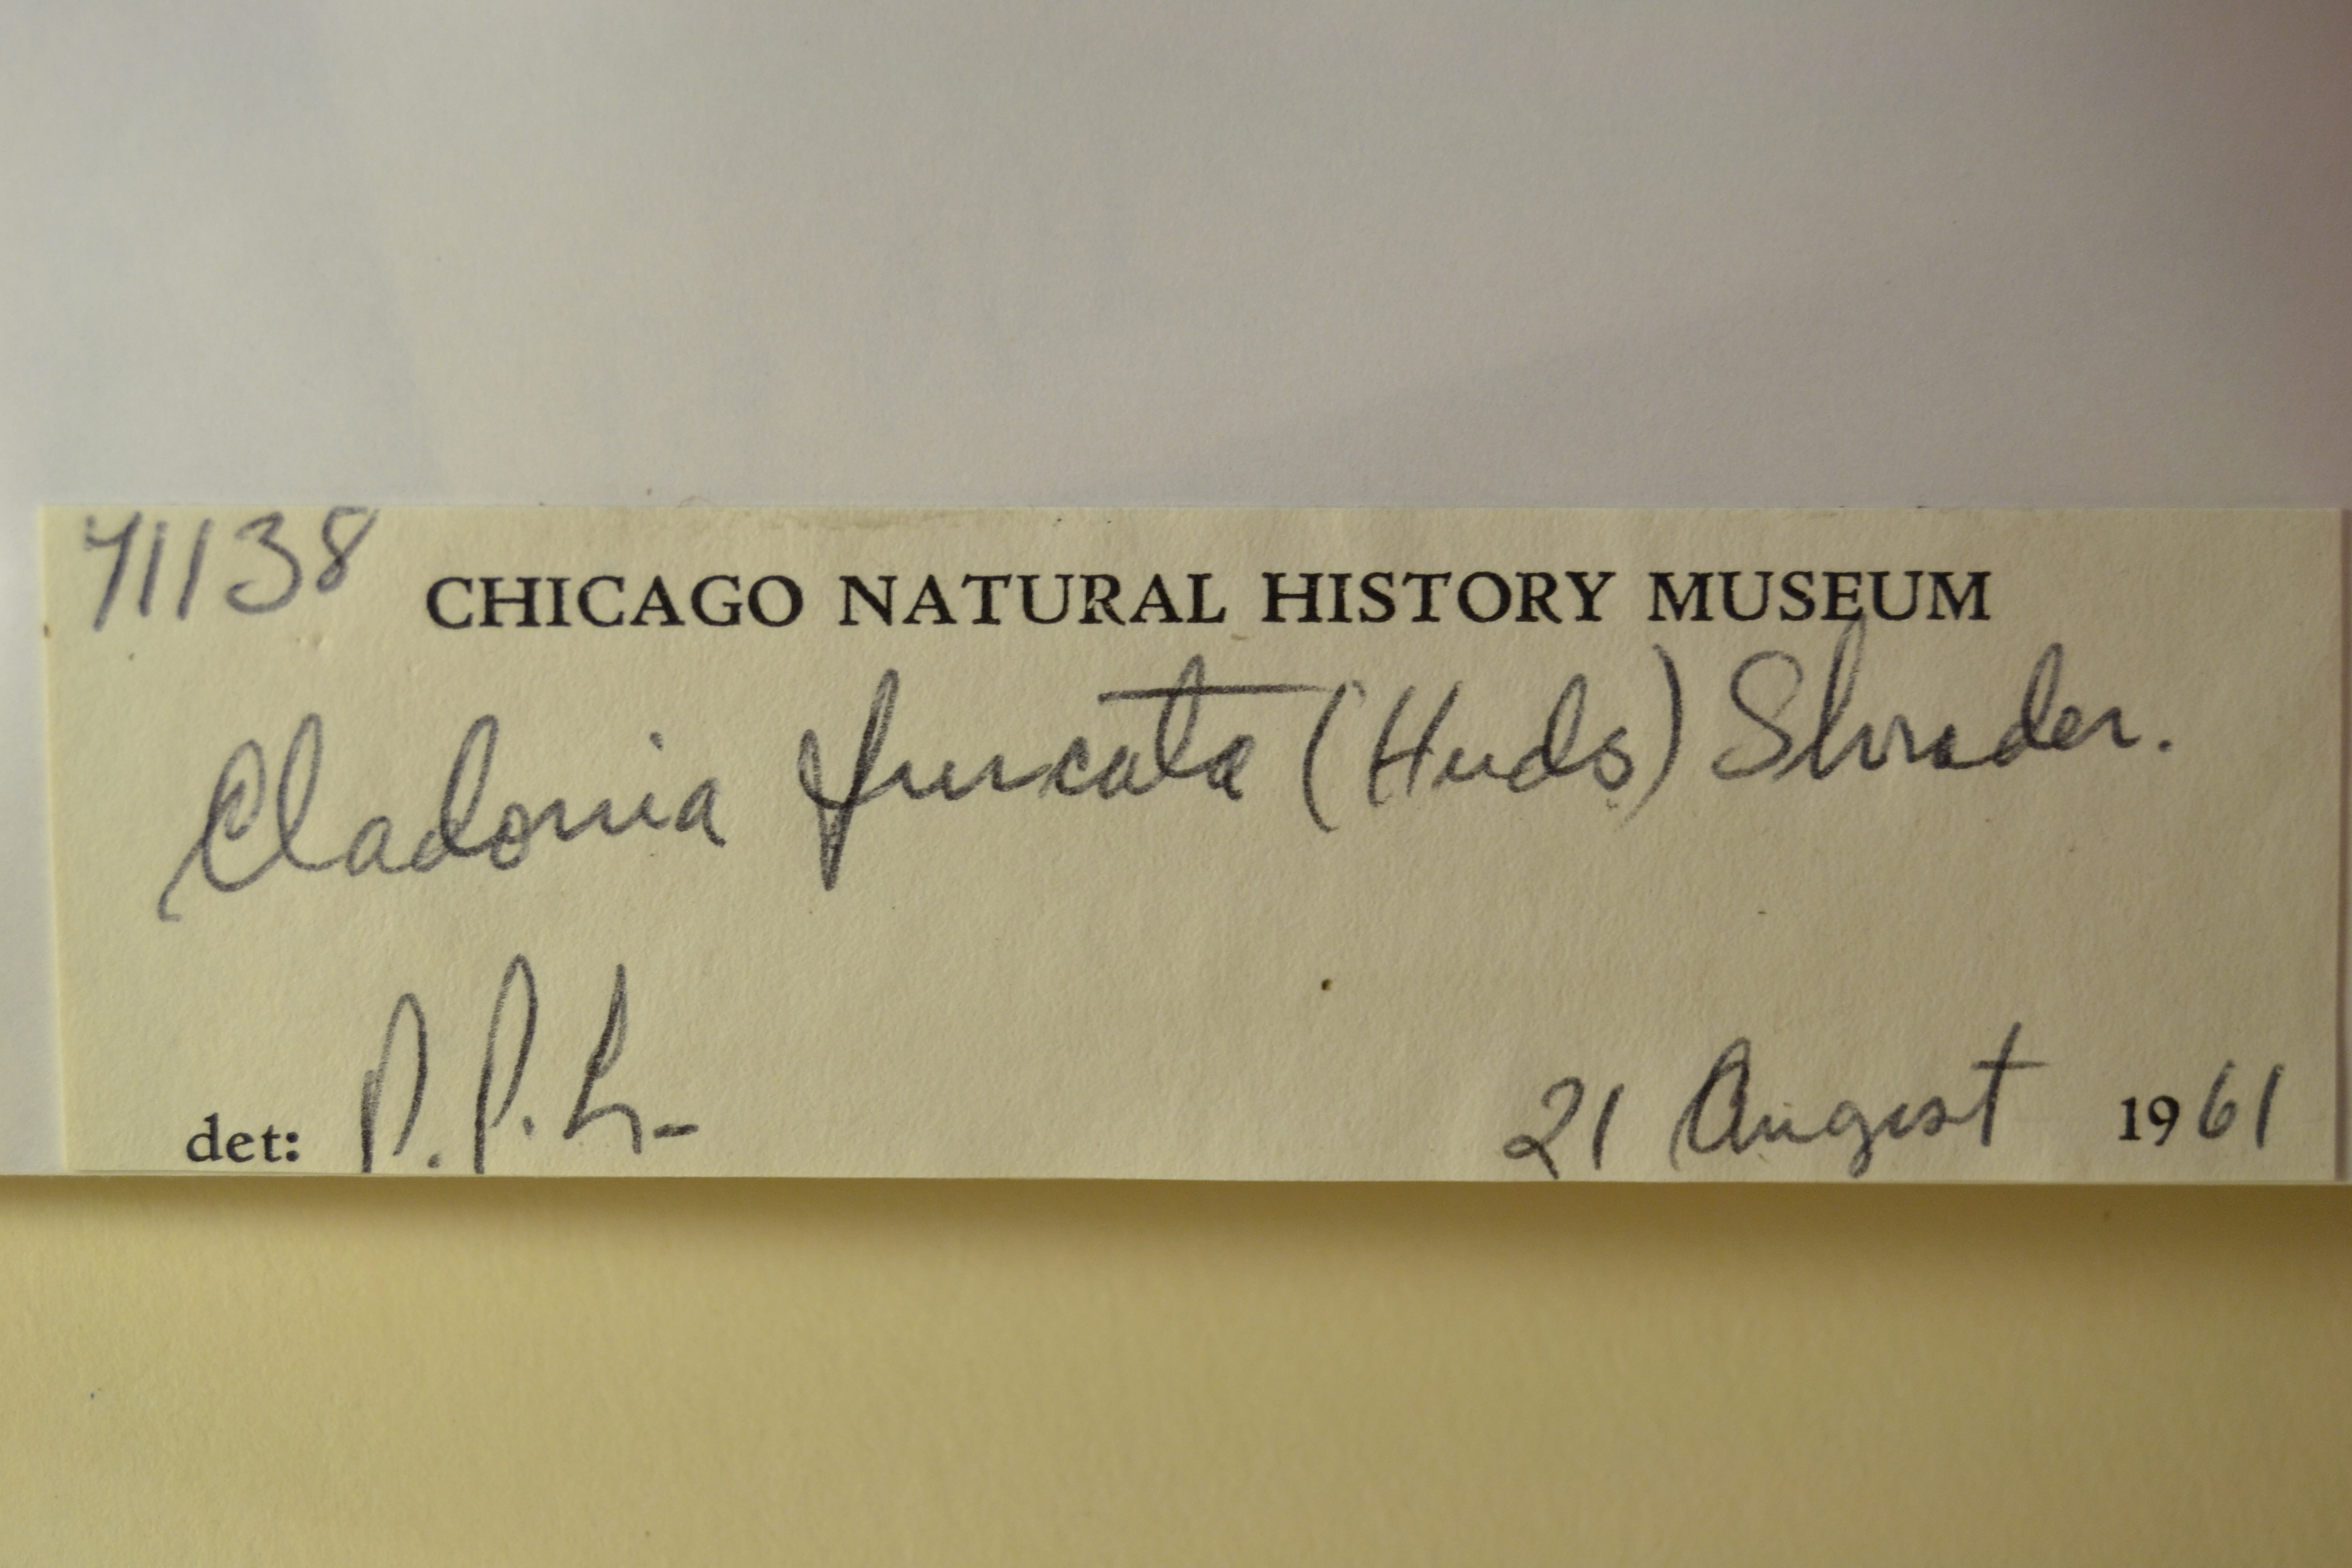 71138
CHICAGO NATURAL HISTORY MUSEUM
Cladonia furcata (Huds) Shrader.
det: P.P.
21 August 1961